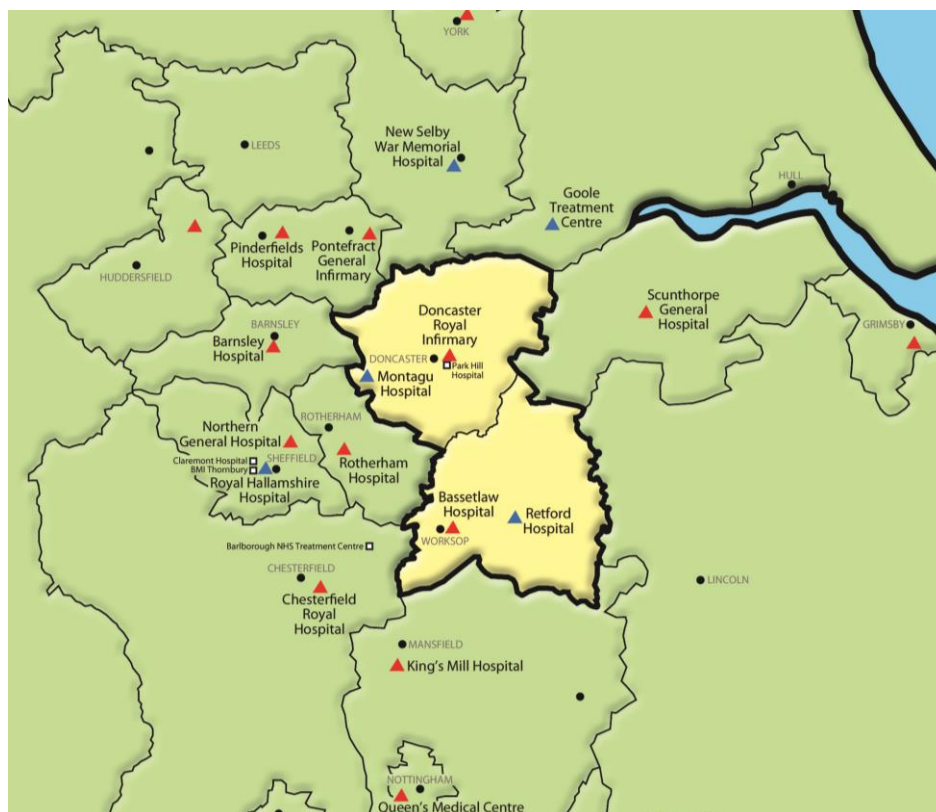 YORK
LEEDS
New Selby
War Memorial
Hospital
HULL
Goole
Treatment
Centre
Pinderfields
Hospital
Pontefract
General
Infirmary
HUDDERSFIELD
Scunthorpe
General
Hospital
Doncaster
Royal
Infirmary
GRIMSBY
BARNSLEY
Barnsley
Hospital
DONCASTER
Park Hill
Hospital
Montagu
Hospital
Northern
General Hospital
ROTHERHAM
Claremont Hospital
BMI Thornbury
SHEFFIELD
Royal Hallamshire
Hospital
Rotherham
Hospital
Bassetlaw
Hospital
Retford
Hospital
WORKSOP
Barlborough NHS Treatment Centre
CHESTERFIELD
LINCOLN
Chesterfield
Royal
Hospital
MANSFIELD
King's Mill Hospital
NOTTINGHAM
Queen's Medical Centre